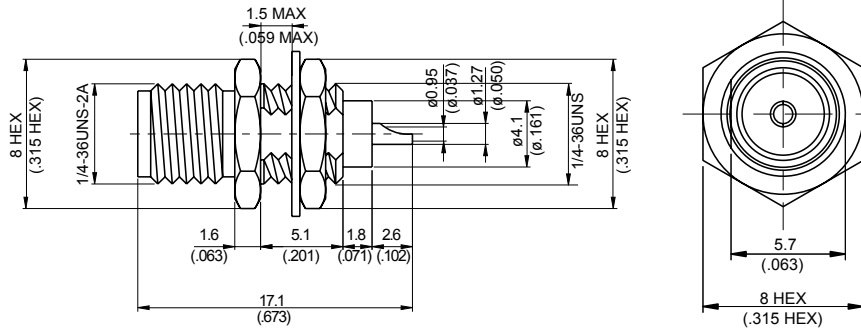 1.5 MAX
(.059 MAX)
8 HEX
(.315 HEX)
1/4-36UNS-2A
ø0.95
(ø.037)
ø1.27
(ø.050)
ø4.1
(ø.161)
1/4-36UNS
8 HEX
(.315 HEX)
1.6
(.063)
5.1
(.201)
1.8
(.071)
2.6
(.102)
17.1
(.673)
5.7
(.063)
8 HEX
(.315 HEX)